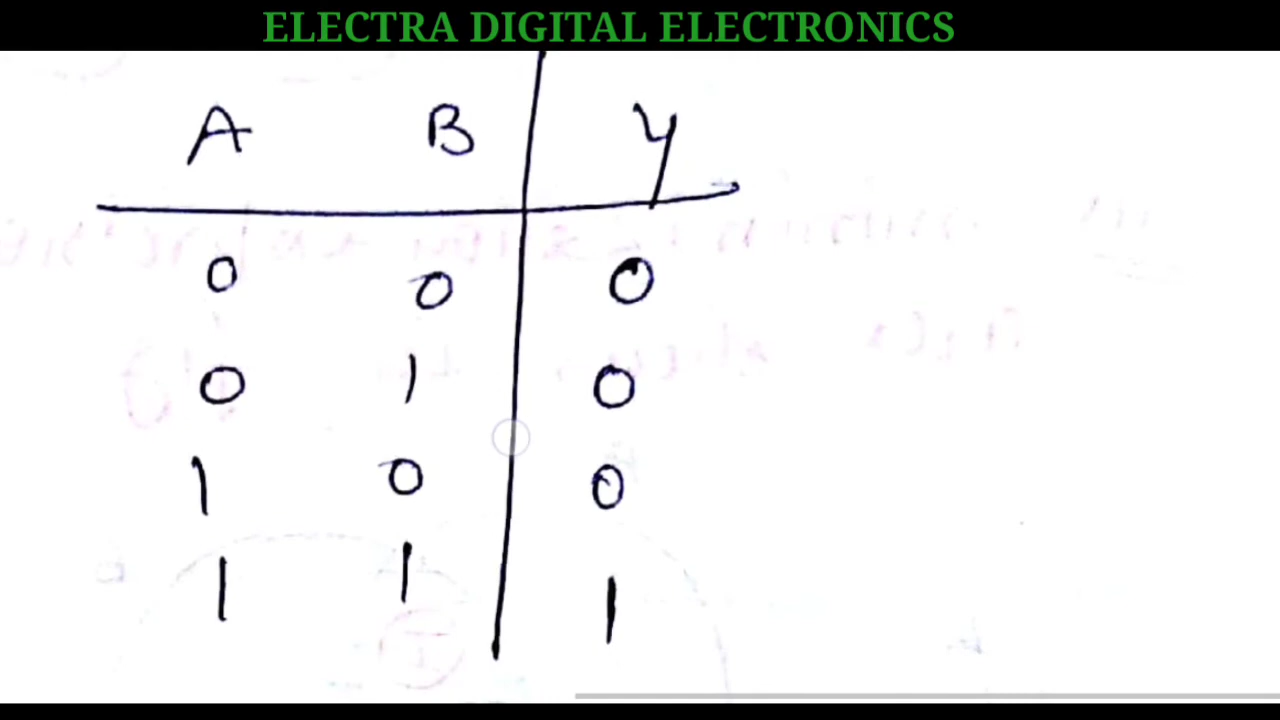 ELECTRA DIGITAL ELECTRONICS
A B Y
0 0 0
0 1 0
1 0 0
1 1 1